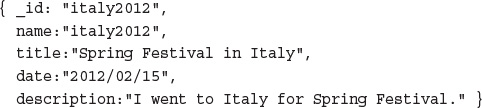 { _id: "italy2012",
name:"italy2012",
title:"Spring Festival in Italy",
date:"2012/02/15",
description:"I went to Italy for Spring Festival." }